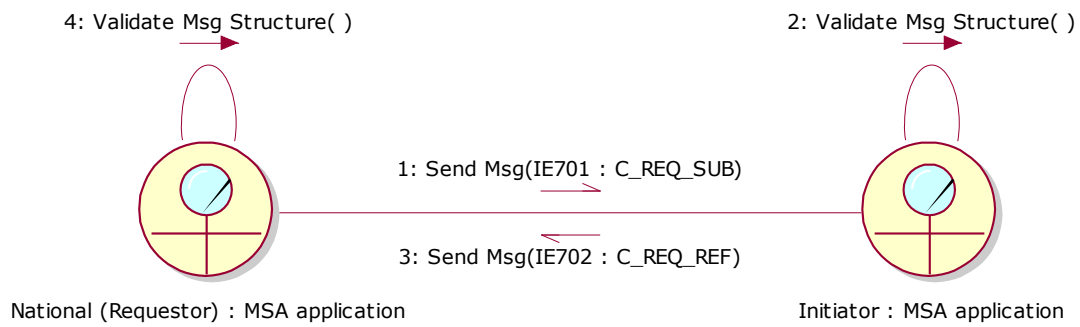 4: Validate Msg Structure( )
2: Validate Msg Structure( )
1: Send Msg(IE701 : C_REQ_SUB)
3: Send Msg(IE702 : C_REQ_REF)
National (Requestor) : MSA application
Initiator : MSA application